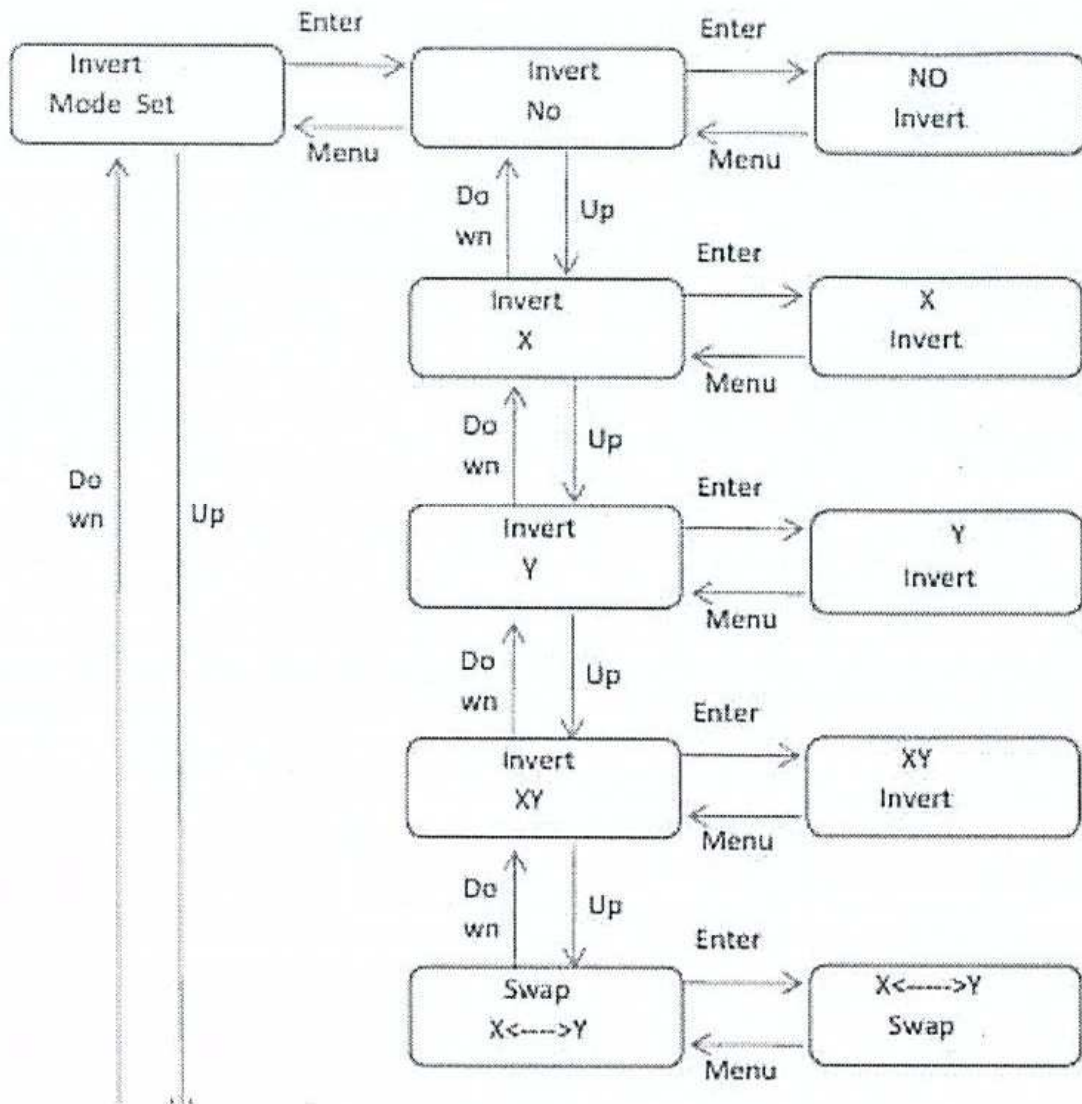 Enter
Enter
Invert
Mode Set
Invert
No
NO
Invert
Menu
Menu
Do
wn
Up
Enter
Invert
X
X
Invert
Menu
Do
wn
Up
Do
wn
Up
Enter
Invert
Y
Y
Invert
Menu
Do
wn
Up
Enter
Invert
XY
XY
Invert
Menu
Do
wn
Up
Enter
Swap
X<---->Y
X<----->Y
Swap
Menu